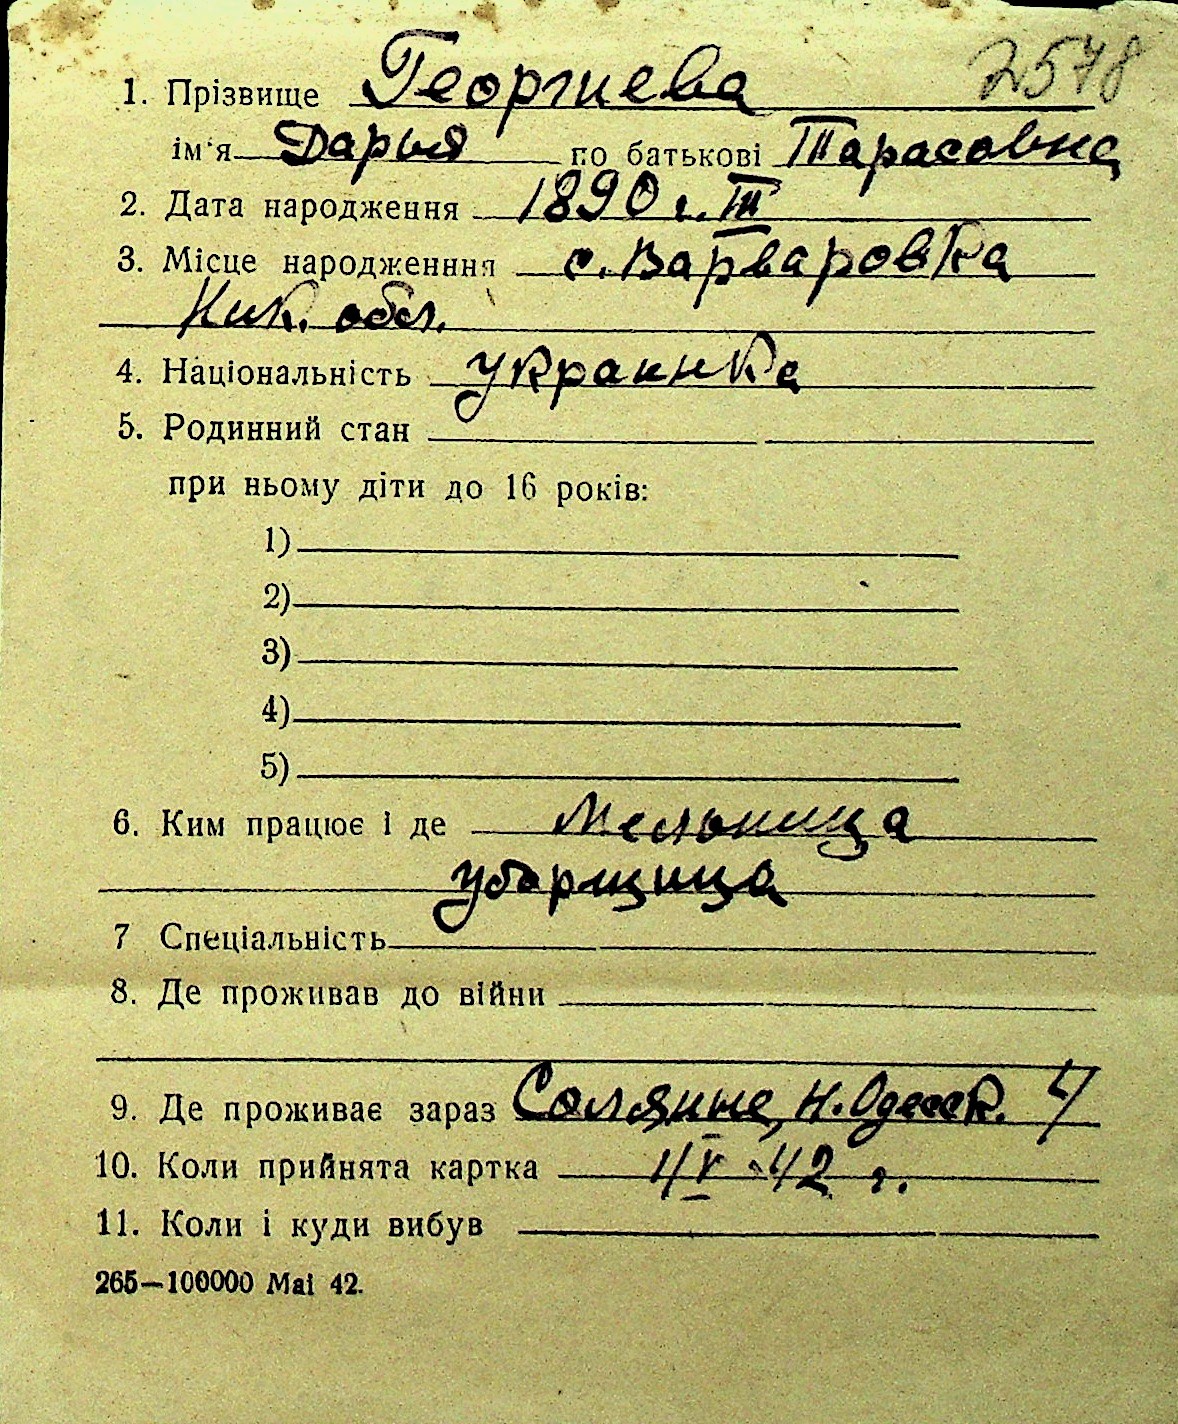 2578
1. Прізвище Георгиева
ім'я Дарья по батькові Тарасовна
2. Дата народження 1890 г. III
3. Місце народженння с. Варваровка
Ник. обл.
4. Національність украинка
5. Родинний стан
при ньому діти до 16 років:
1)
2)
3)
4)
5)
6. Ким працює і де Мельница
уборщица
7 Спеціальність
8. Де проживав до війни
9. Де проживає зараз Соляные, Н. Одесск. 4
10. Коли прийнята картка 42 г.
11. Коли і куди вибув
265—100000 Mai 42.